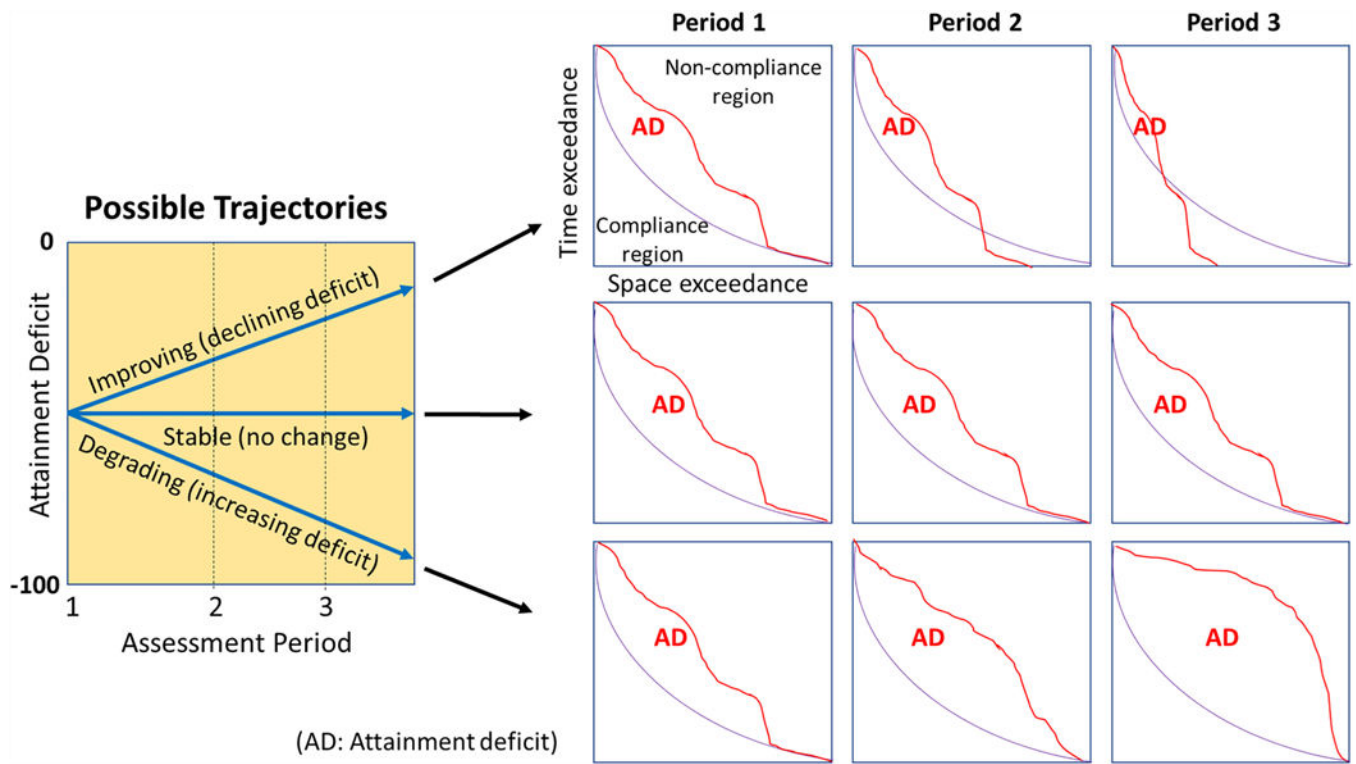 Possible Trajectories
0
Attainment Deficit
Improving (declining deficit)
Stable (no change)
Degrading (increasing deficit)
-100
1
2
3
Assessment Period
(AD: Attainment deficit)
Period 1
Period 2
Period 3
Time exceedance
Non-compliance
region
AD
Compliance
region
Space exceedance
AD
AD
AD
AD
AD
AD
AD
AD